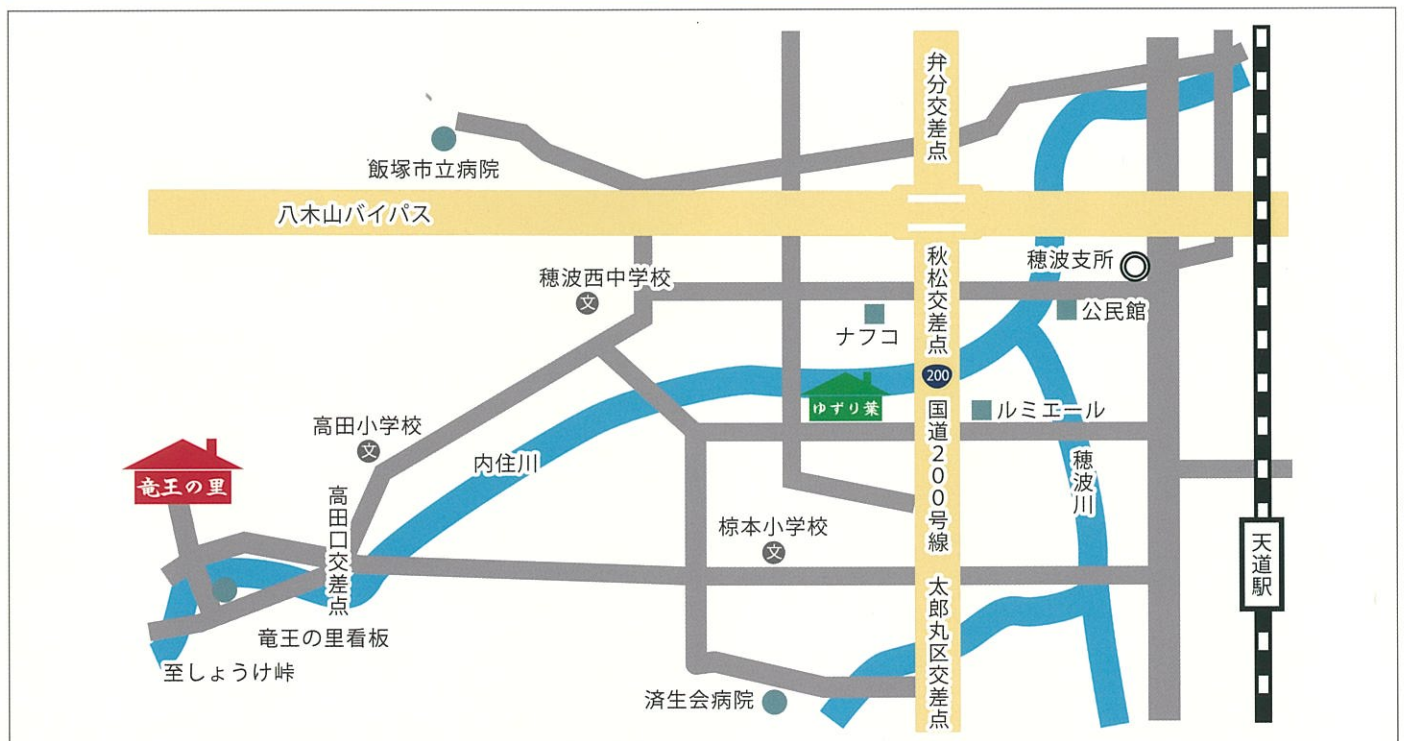 弁分交差点
飯塚市立病院
八木山バイパス
穂波支所
秋松交差点
穂波西中学校
文
公民館
ナフコ
200
ゆずり葉
ルミエール
国道200号線
高田小学校
文
内住川
穂波川
竜王の里
高田口交差点
椋本小学校
文
天道駅
太郎丸区交差点
竜王の里看板
至しょうけ峠
済生会病院